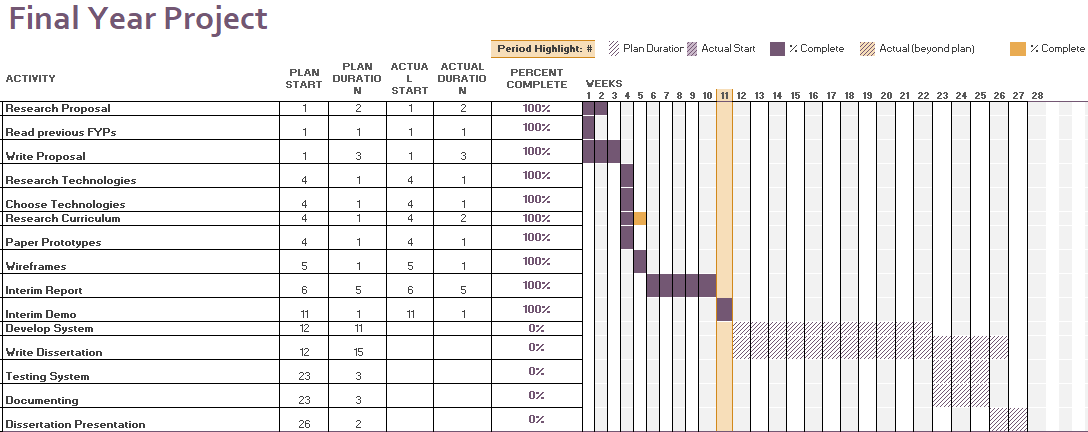 Final Year Project
Period Highlight: # Plan Duration Actual Start % Complete Actual (beyond plan) % Complete
ACTIVITY PLAN START PLAN DURATIO N ACTUA L START ACTUAL DURATIO N PERCENT COMPLETE WEEKS
1 2 3 4 5 6 7 8 9 10 11 12 13 14 15 16 17 18 19 20 21 22 23 24 25 26 27 28
Research Proposal 1 2 1 2 100%
Read previous FYPs 1 1 1 1 100%
Write Proposal 1 3 1 3 100%
Research Technologies 4 1 4 1 100%
Choose Technologies 4 1 4 1 100%
Research Curriculum 4 1 4 2 100%
Paper Prototypes 4 1 4 1 100%
Wireframes 5 1 5 1 100%
Interim Report 6 5 6 5 100%
Interim Demo 11 1 11 1 100%
Develop System 12 11 0%
Write Dissertation 12 15 0%
Testing System 23 3 0%
Documenting 23 3 0%
Dissertation Presentation 26 2 0%